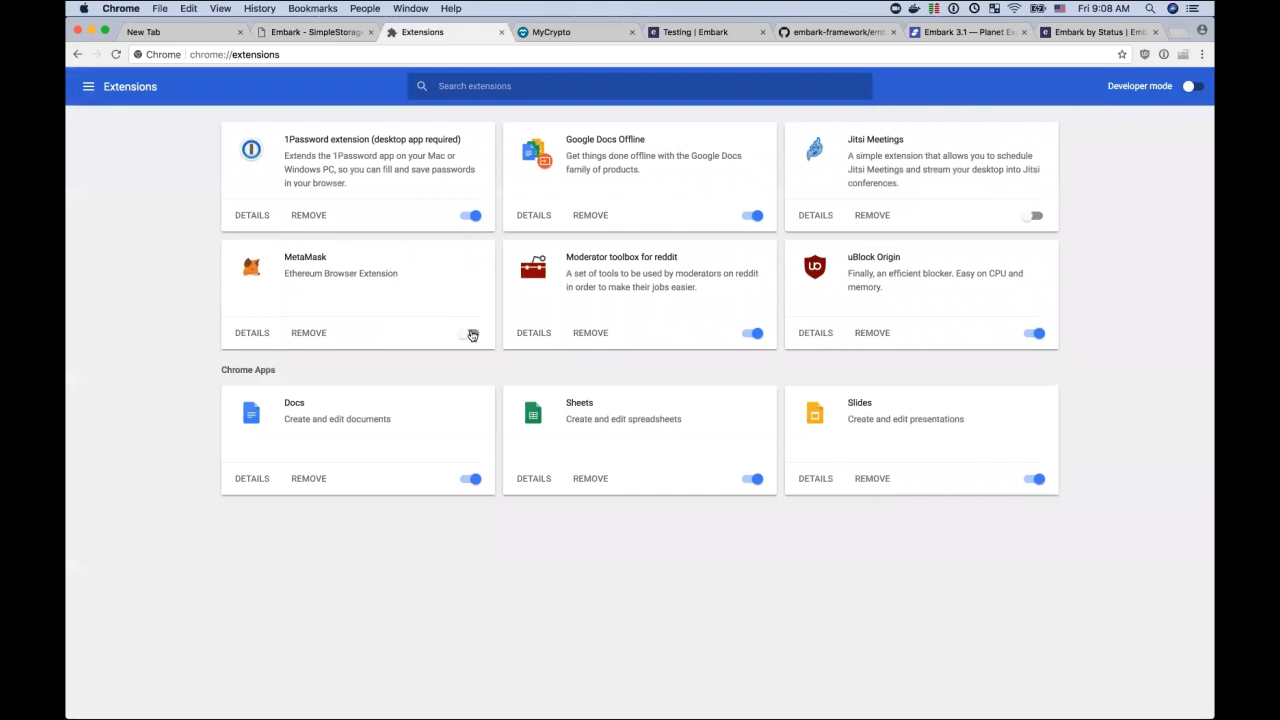 Chrome File Edit View History Bookmarks People Window Help Fri 9:08 AM
New Tab Embark - SimpleStorage Extensions MyCrypto Testing | Embark embark-framework/emb Embark 3.1 — Planet Ex Embark by Status | Emb
Chrome chrome://extensions
Extensions Search extensions Developer mode
1Password extension (desktop app required)
Extends the 1Password app on your Mac or
Windows PC, so you can fill and save passwords
in your browser.
DETAILS REMOVE
Google Docs Offline
Get things done offline with the Google Docs
family of products.
DETAILS REMOVE
Jitsi Meetings
A simple extension that allows you to schedule
Jitsi Meetings and stream your desktop into Jitsi
conferences.
DETAILS REMOVE
MetaMask
Ethereum Browser Extension
DETAILS REMOVE
Moderator toolbox for reddit
A set of tools to be used by moderators on reddit
in order to make their jobs easier.
DETAILS REMOVE
uBlock Origin
Finally, an efficient blocker. Easy on CPU and
memory.
DETAILS REMOVE
Chrome Apps
Docs
Create and edit documents
DETAILS REMOVE
Sheets
Create and edit spreadsheets
DETAILS REMOVE
Slides
Create and edit presentations
DETAILS REMOVE